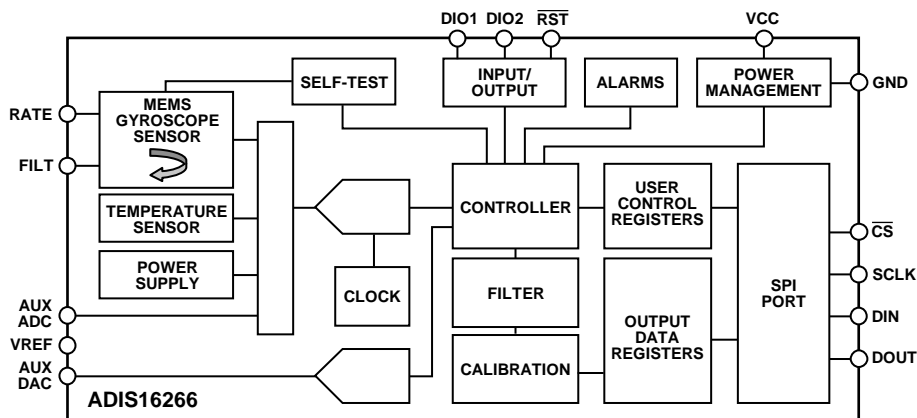 DIO1 DIO2 RST VCC
SELF-TEST
INPUT/
OUTPUT
ALARMS
POWER
MANAGEMENT
GND
RATE
FILT
MEMS
GYROSCOPE
SENSOR
TEMPERATURE
SENSOR
POWER
SUPPLY
CONTROLLER
USER
CONTROL
REGISTERS
CLOCK
FILTER
CALIBRATION
OUTPUT
DATA
REGISTERS
SPI
PORT
CS
SCLK
DIN
DOUT
AUX
ADC
VREF
AUX
DAC
ADIS16266